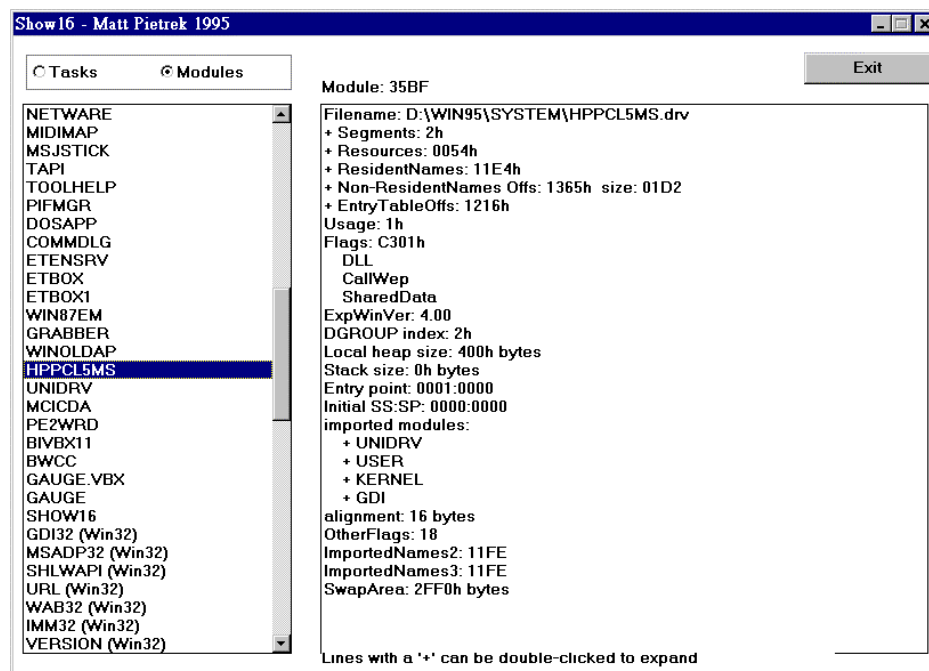 Show16 - Matt Pietrek 1995
Tasks
Modules
Exit
Module: 35BF
NETWARE
MIDIMAP
MSJSTICK
TAPI
TOOLHELP
PIFMGR
DOSAPP
COMMDLG
ETENSRV
ETBOX
ETBOX1
WIN87EM
GRABBER
WINOLDAP
HPPCL5MS
UNIDRV
MCICDA
PE2WRD
BIVBX11
BWCC
GAUGE.VBX
GAUGE
SHOW16
GDI32 (Win32)
MSADP32 (Win32)
SHLWAPI (Win32)
URL (Win32)
WAB32 (Win32)
IMM32 (Win32)
VERSION (Win32)
Filename: D:\WIN95\SYSTEM\HPPCL5MS.drv
+ Segments: 2h
+ Resources: 0054h
+ ResidentNames: 11E4h
+ Non-ResidentNames Offs: 1365h  size: 01D2
+ EntryTableOffs: 1216h
Usage: 1h
Flags: C301h
DLL
CallWep
SharedData
ExpWinVer: 4.00
DGROUP index: 2h
Local heap size: 400h bytes
Stack size: 0h bytes
Entry point: 0001:0000
Initial SS:SP: 0000:0000
imported modules:
+ UNIDRV
+ USER
+ KERNEL
+ GDI
alignment: 16 bytes
OtherFlags: 18
ImportedNames2: 11FE
ImportedNames3: 11FE
SwapArea: 2FF0h bytes
Lines with a '+' can be double-clicked to expand